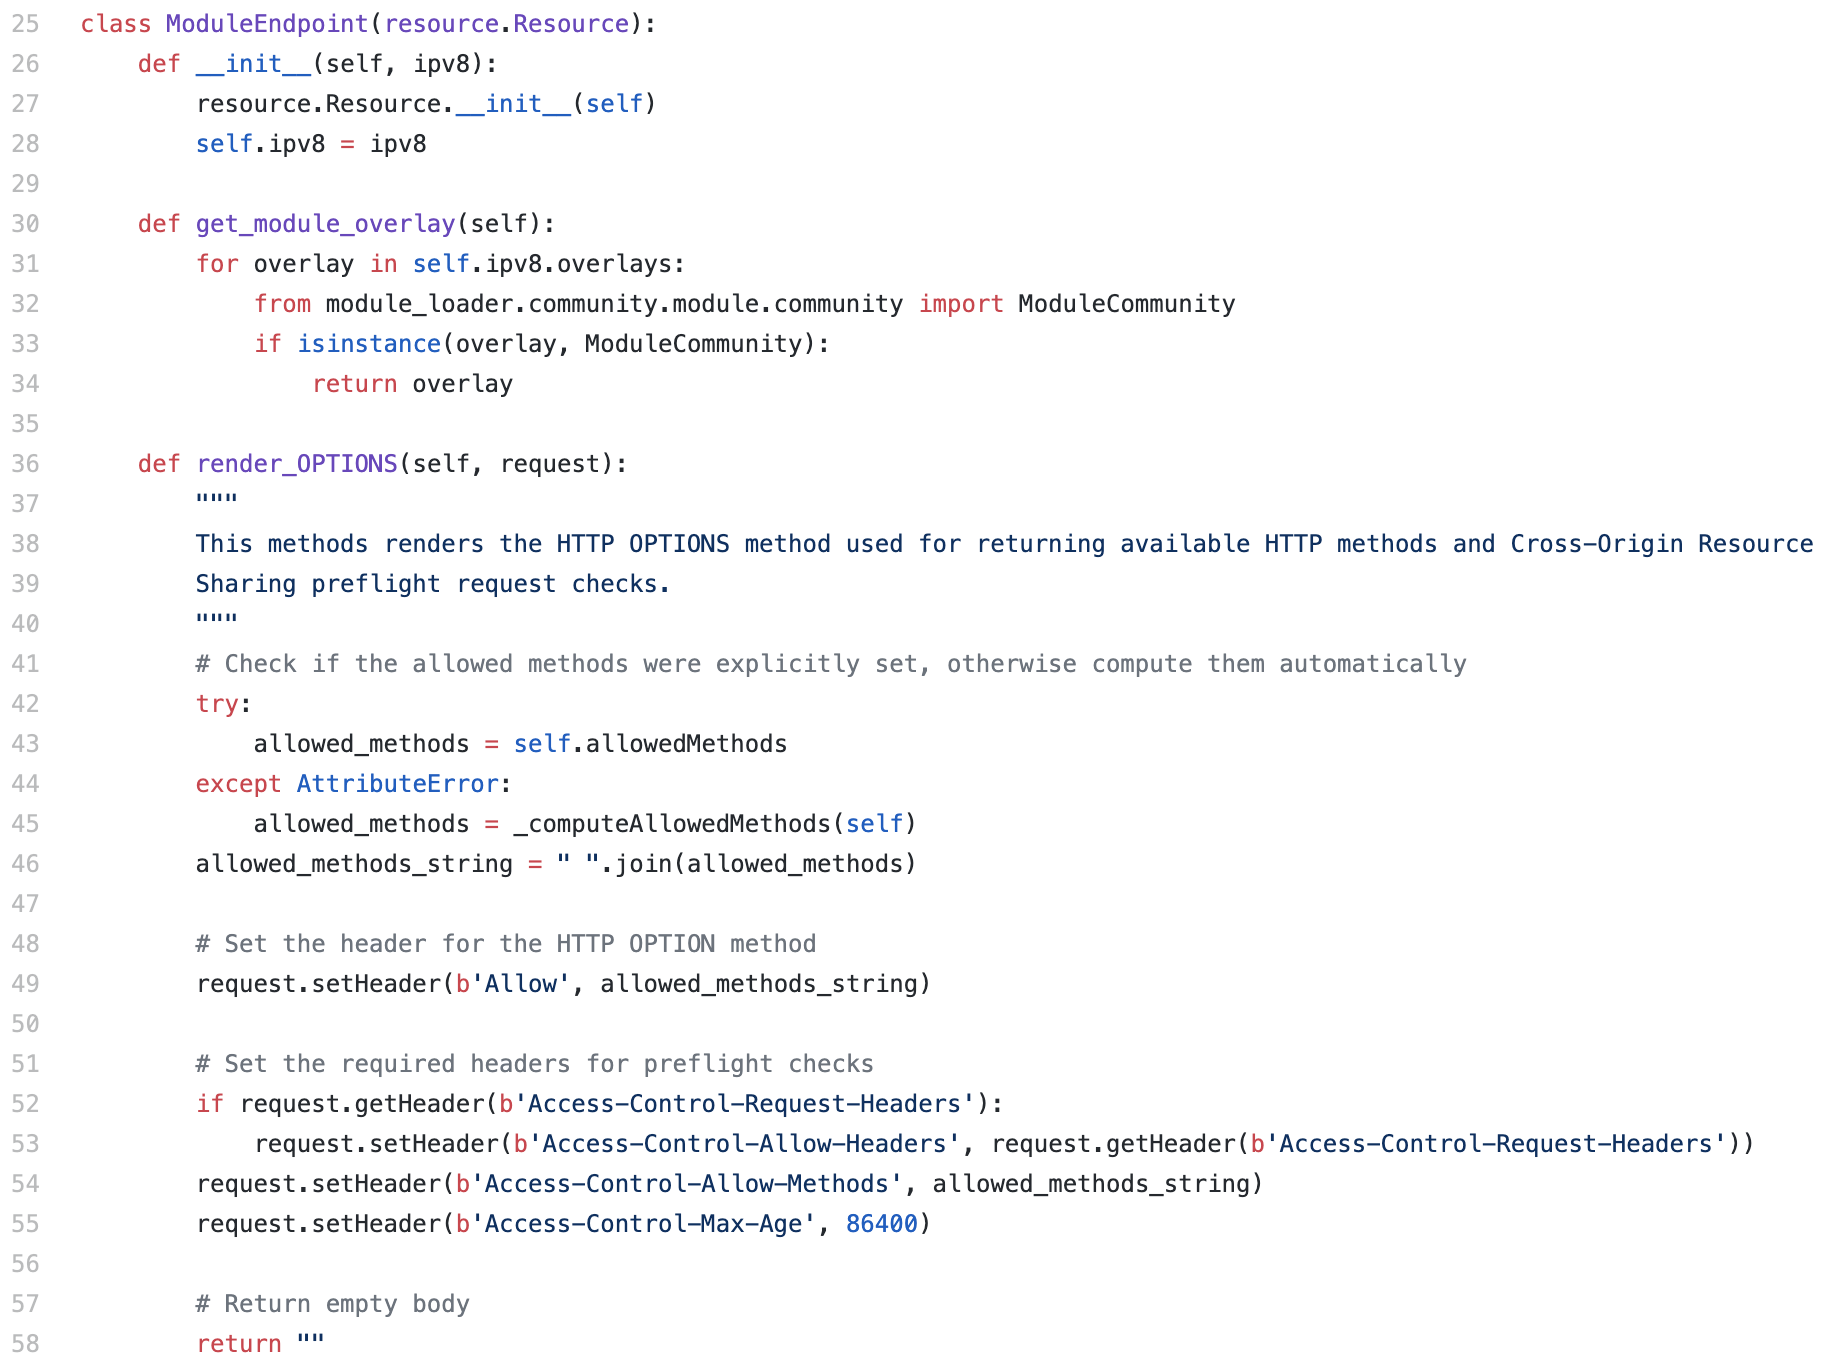 25 class ModuleEndpoint(resource.Resource):
26     def __init__(self, ipv8):
27         resource.Resource.__init__(self)
28         self.ipv8 = ipv8
29
30     def get_module_overlay(self):
31         for overlay in self.ipv8.overlays:
32             from module_loader.community.module.community import ModuleCommunity
33             if isinstance(overlay, ModuleCommunity):
34                 return overlay
35
36     def render_OPTIONS(self, request):
37         """
38         This methods renders the HTTP OPTIONS method used for returning available HTTP methods and Cross-Origin Resource
39         Sharing preflight request checks.
40         """
41         # Check if the allowed methods were explicitly set, otherwise compute them automatically
42         try:
43             allowed_methods = self.allowedMethods
44         except AttributeError:
45             allowed_methods = _computeAllowedMethods(self)
46         allowed_methods_string = " ".join(allowed_methods)
47
48         # Set the header for the HTTP OPTION method
49         request.setHeader(b'Allow', allowed_methods_string)
50
51         # Set the required headers for preflight checks
52         if request.getHeader(b'Access-Control-Request-Headers'):
53             request.setHeader(b'Access-Control-Allow-Headers', request.getHeader(b'Access-Control-Request-Headers'))
54         request.setHeader(b'Access-Control-Allow-Methods', allowed_methods_string)
55         request.setHeader(b'Access-Control-Max-Age', 86400)
56
57         # Return empty body
58         return ""